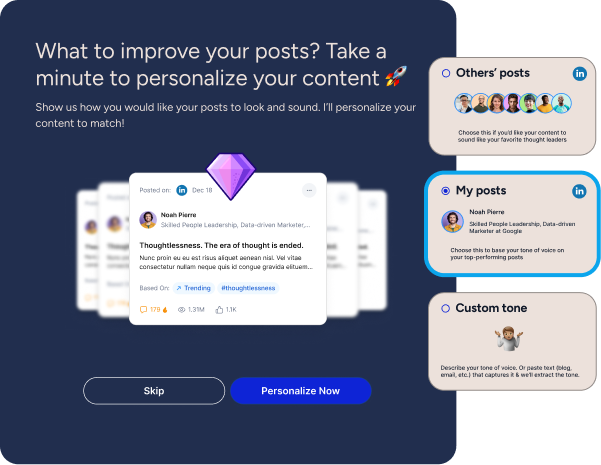 What to improve your posts? Take a
minute to personalize your content 🚀
Show us how you would like your posts to look and sound. I'll personalize your
content to match!
Posted on: in Dec 18
Noah Pierre
Skilled People Leadership, Data-driven Marketer,...
Thoughtlessness. The era of thought is ended.
Nunc proin eu eu est risus aliquet aenean nisl. Vel vitae
consectetur nullam neque quis id congue gravida elituem...
Based On: Trending #thoughtlessness
179 1.31M 1.1K
Skip
Personalize Now
Others' posts in
Choose this if you'd like your content to
sound like your favorite thought leaders
My posts in
Noah Pierre
Skilled People Leadership, Data-driven
Marketer at Google
Choose this to base your tone of voice on
your top-performing posts
Custom tone
Describe your tone of voice. Or paste text (blog,
email, etc.) that captures it & we'll extract the tone.